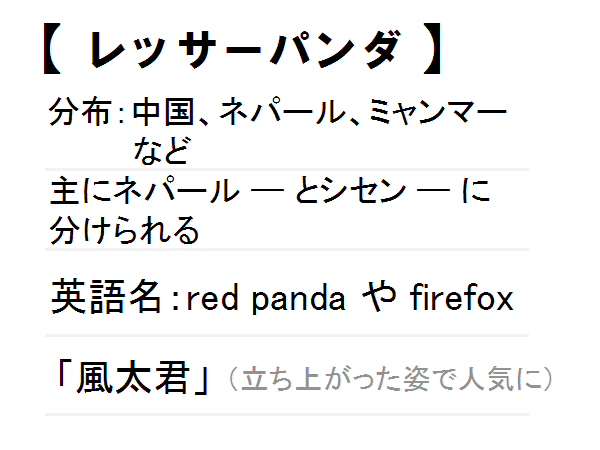 【 レッサーパンダ 】
分布：中国、ネパール、ミャンマー
など
主にネパール ― とシセン ― に
分けられる
英語名：red panda や firefox
「風太君」（立ち上がった姿で人気に）